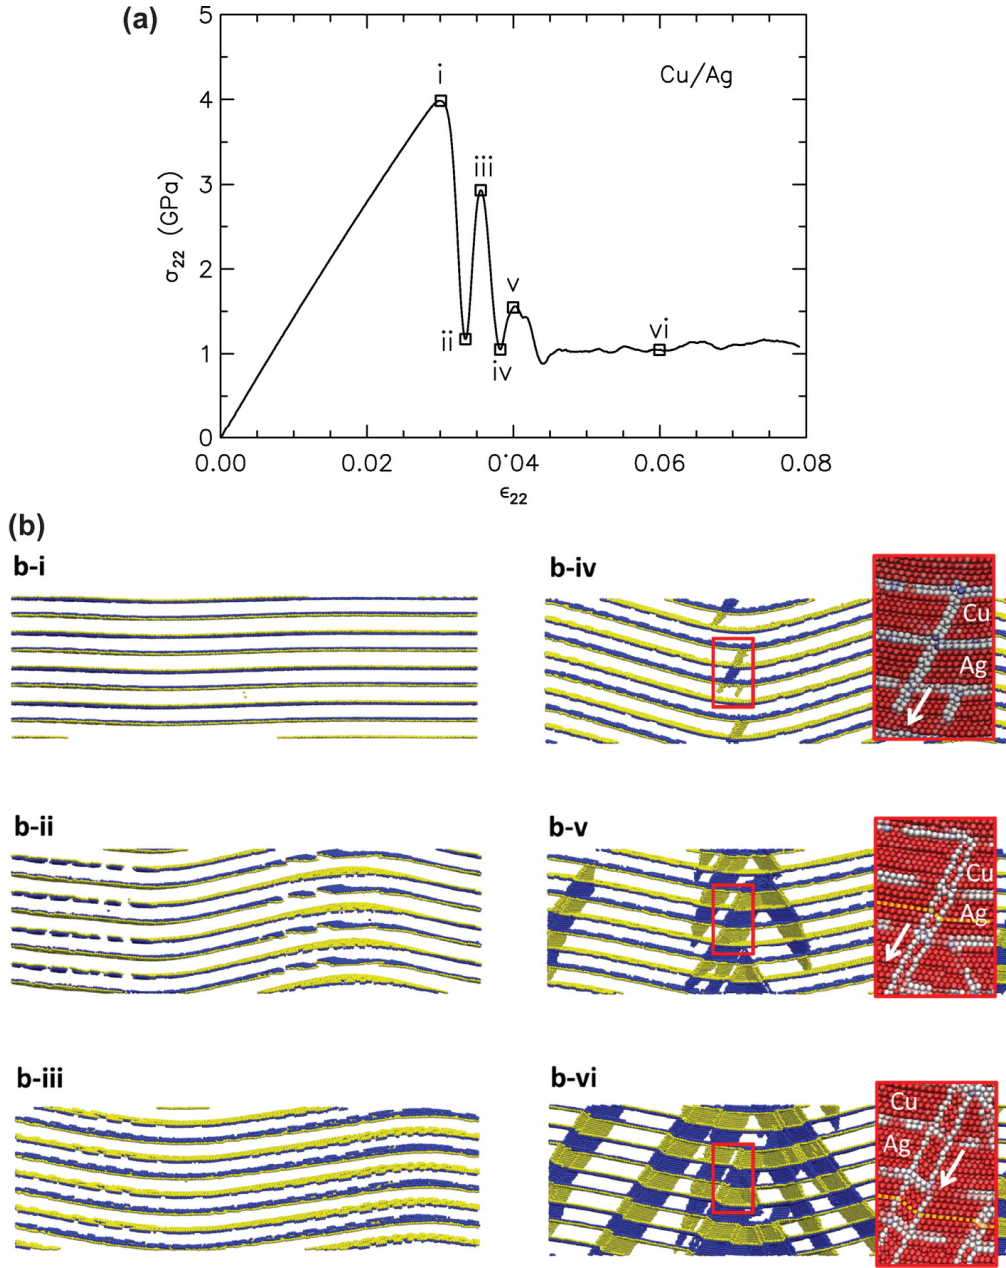 (a)
5
i
Cu/Ag
4
iii
3
σ22 (GPa)
2
v
ii
vi
iv
1
0
0.00
0.02
0.04
0.06
0.08
ϵ22
(b)
b-i
b-iv
Cu
Ag
b-ii
b-v
Cu
Ag
b-iii
b-vi
Cu
Ag